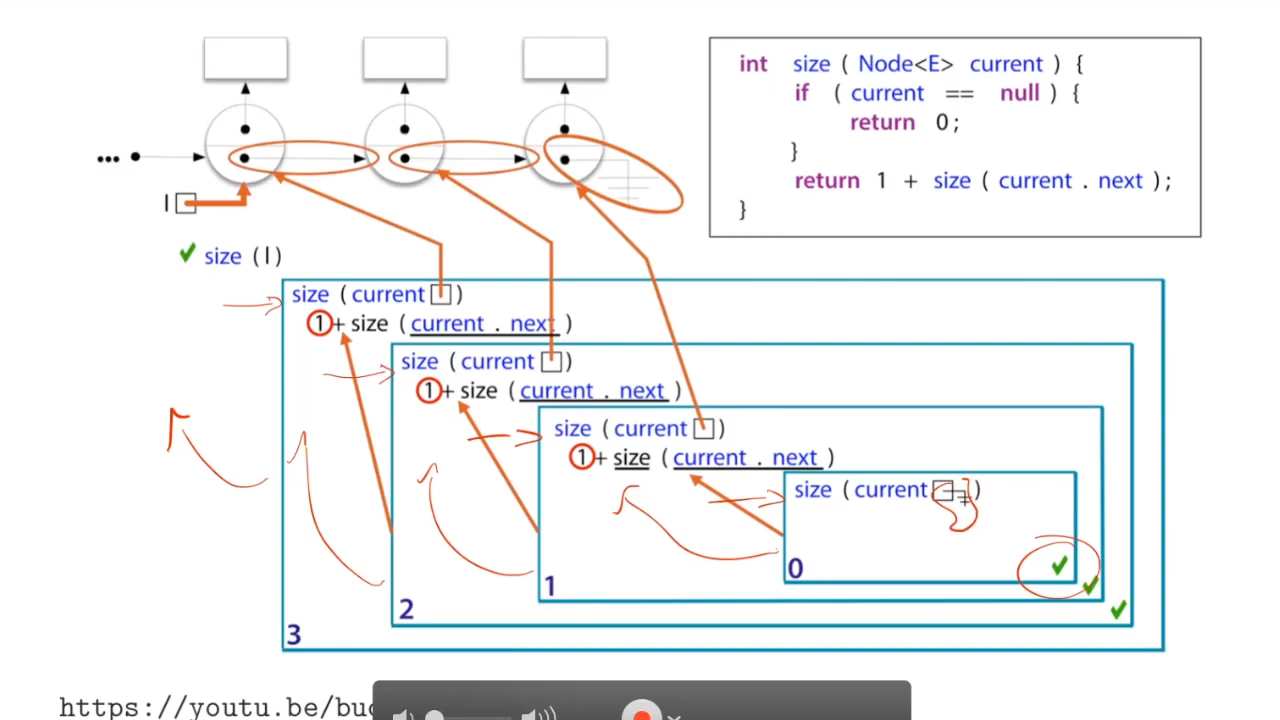 int size ( Node<E> current ) {
if ( current == null ) {
return 0;
}
return 1 + size ( current . next );
}
l
size (l)
size (current )
1 + size (current . next )
size (current )
1 + size (current . next )
size (current )
1 + size (current . next )
size (current )
0
1
2
3
https://youtu.be/bud